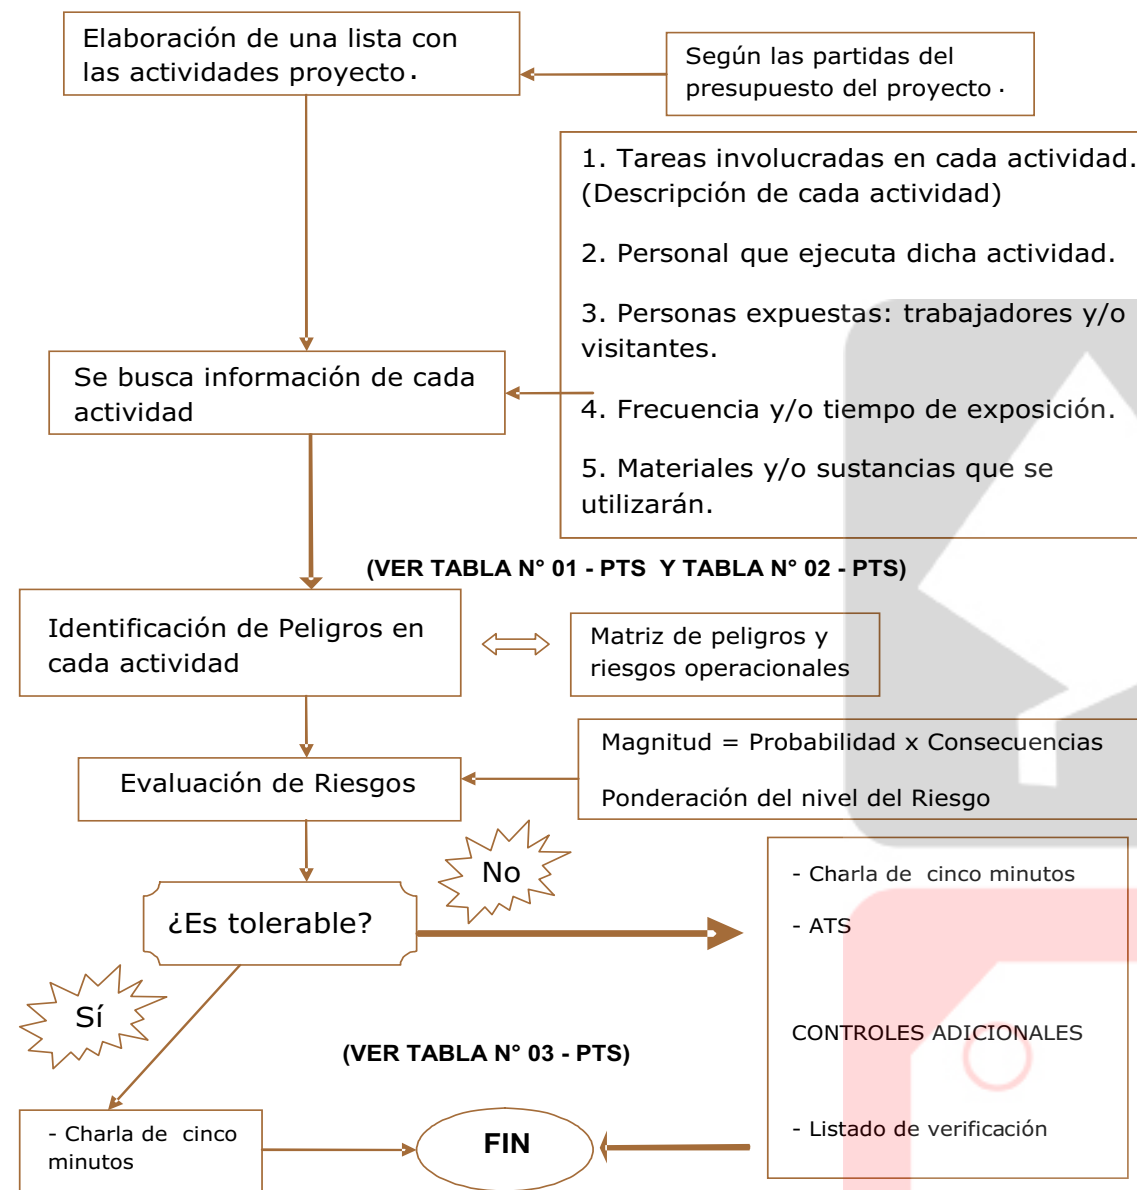 Elaboración de una lista con
las actividades proyecto.
Según las partidas del
presupuesto del proyecto.
1. Tareas involucradas en cada actividad.
(Descripción de cada actividad)
2. Personal que ejecuta dicha actividad.
3. Personas expuestas: trabajadores y/o
visitantes.
4. Frecuencia y/o tiempo de exposición.
5. Materiales y/o sustancias que se
utilizarán.
Se busca información de cada
actividad
(VER TABLA N° 01 - PTS Y TABLA N° 02 - PTS)
Identificación de Peligros en
cada actividad
Matriz de peligros y
riesgos operacionales
Magnitud = Probabilidad x Consecuencias
Ponderación del nivel del Riesgo
Evaluación de Riesgos
No
¿Es tolerable?
- Charla de cinco minutos
- ATS
CONTROLES ADICIONALES
- Listado de verificación
Sí
(VER TABLA N° 03 - PTS)
- Charla de cinco
minutos
FIN